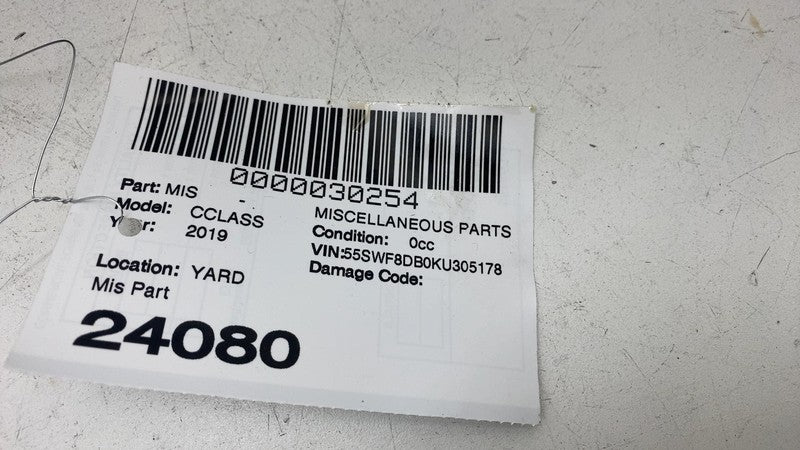 0000030254
Part: MIS - MISCELLANEOUS PARTS
Model: CCLASS Condition: 0cc
Year: 2019 VIN:55SWF8DB0KU305178
Damage Code:
Location: YARD
Mis Part
24080